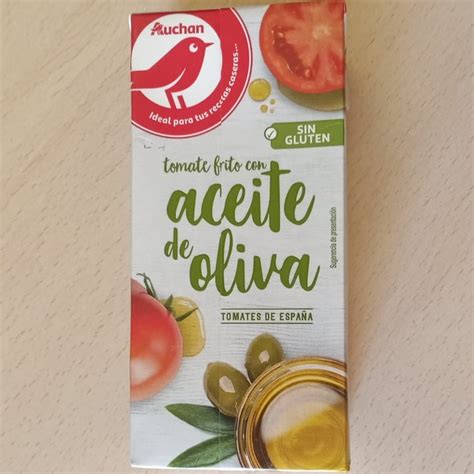 Auchan
Ideal para tus recetas caseras...
SIN
GLUTEN
tomate frito con
aceite
de
oliva
Sugerencia de presentación
TOMATES DE ESPAÑA